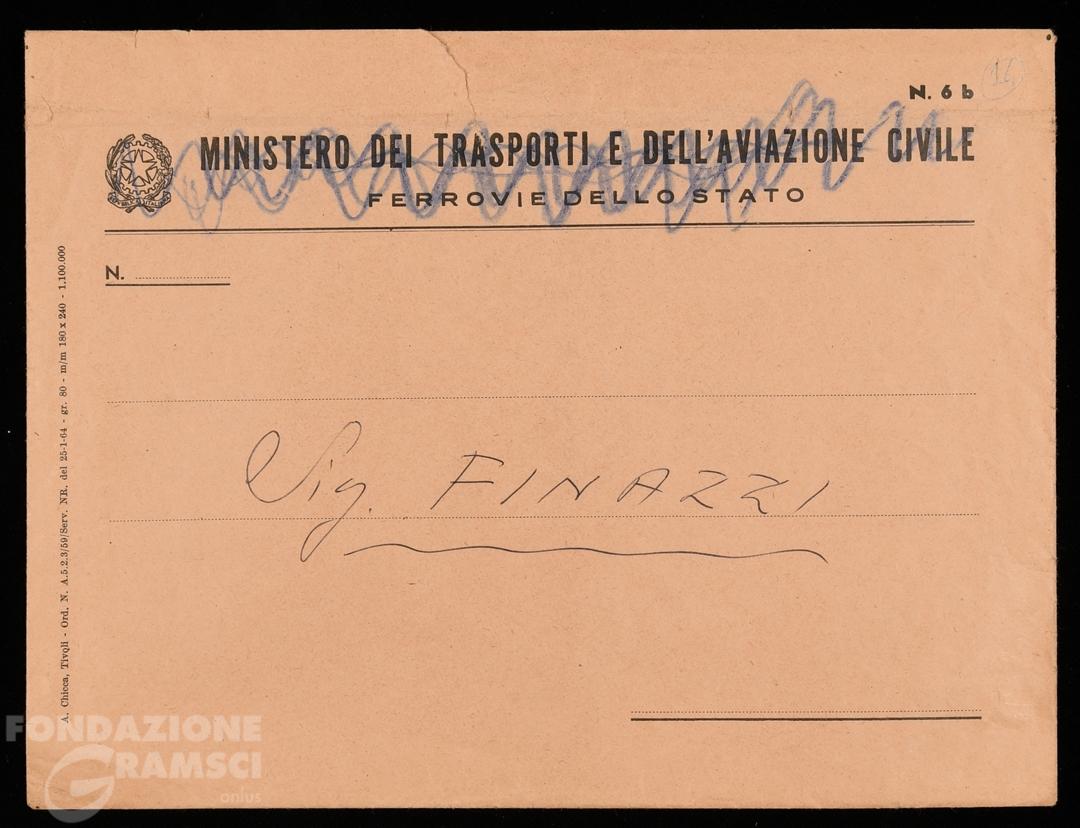 N. 6 b
14
MINISTERO DEI TRASPORTI E DELL'AVIAZIONE CIVILE
FERROVIE DELLO STATO
N.
Sig. FINAZZI
A. Chicca, Tivoli - Ord. N. A.5.2.3/59/Serv. NR. del 25-1-64 - gr. 80 - m/m 180 x 240 - 1.100.000
FONDAZIONE
GRAMSCI
onlus